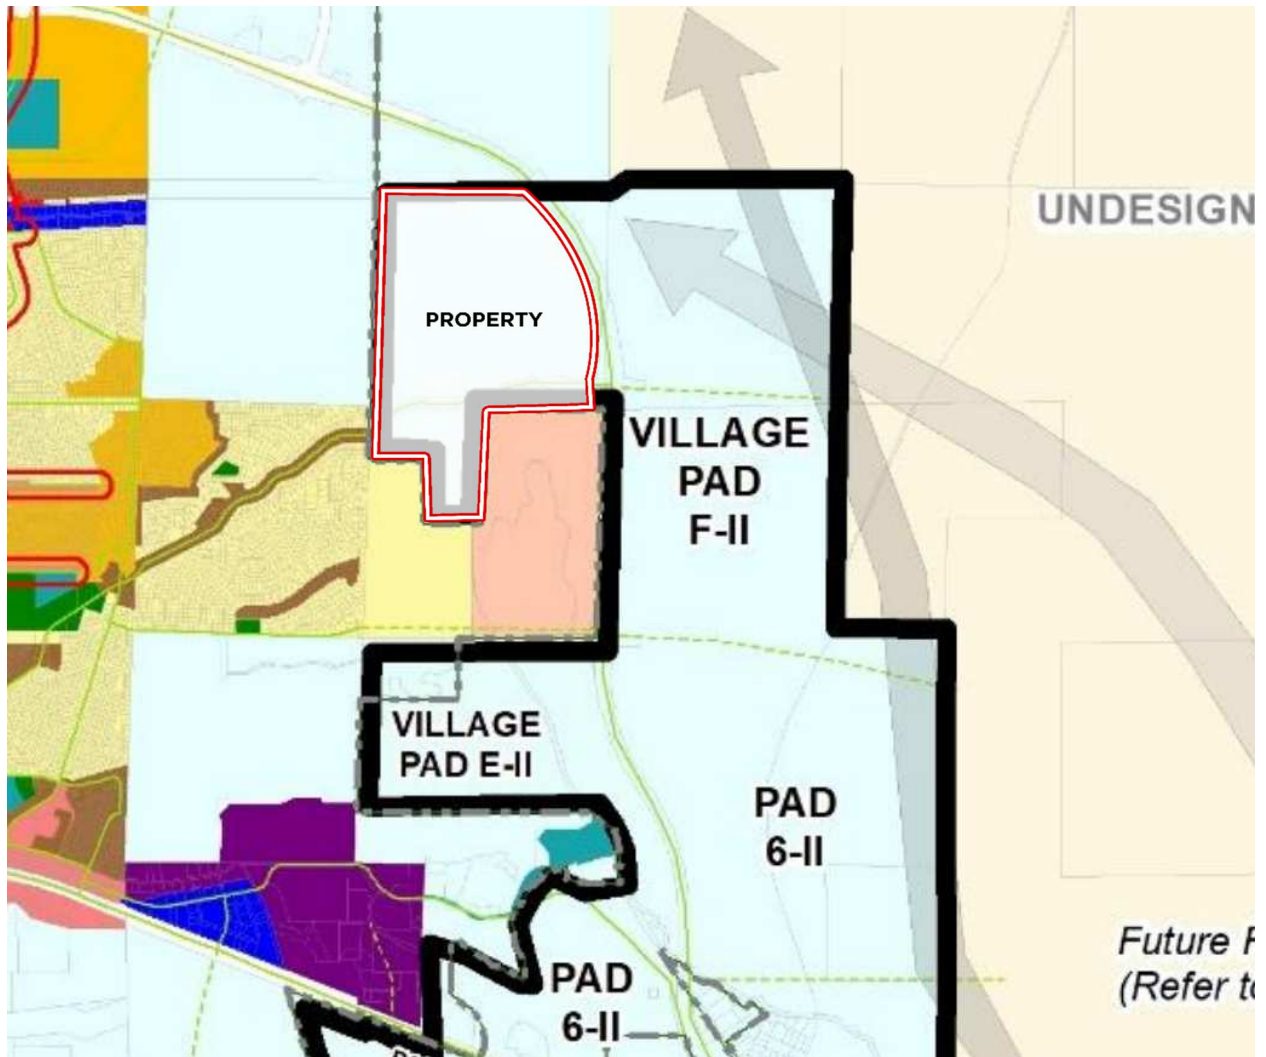 UNDESIGN
PROPERTY
VILLAGE
PAD
F-II
VILLAGE
PAD E-II
PAD
6-II
Future F
(Refer to
PAD
6-II